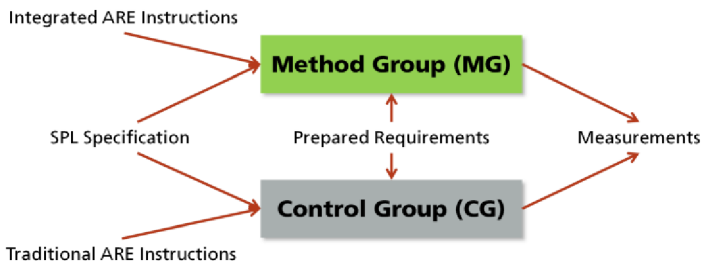 Integrated ARE Instructions
Method Group (MG)
SPL Specification
Prepared Requirements
Measurements
Control Group (CG)
Traditional ARE Instructions